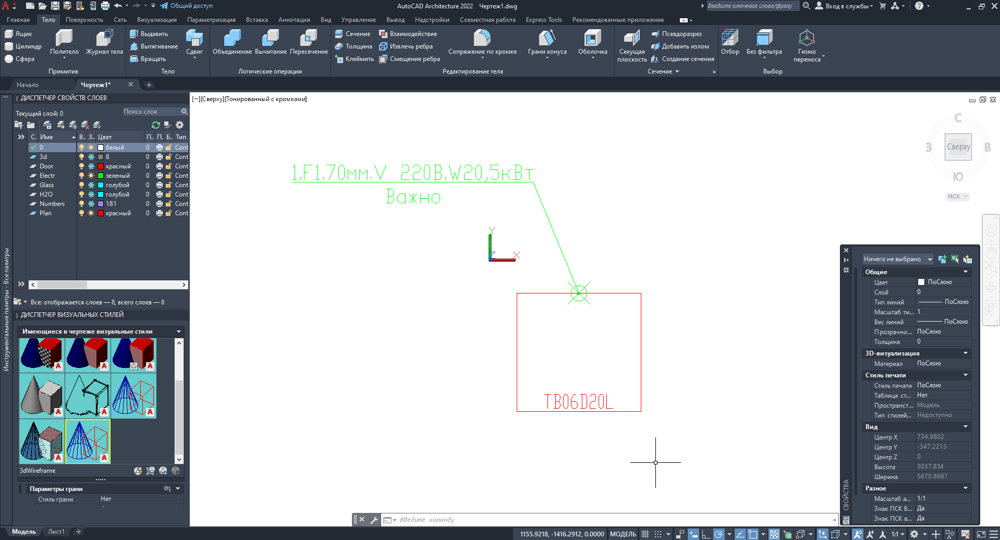 AutoCAD Architecture 2022 Чертеж1.dwg
Общий доступ
Введите ключевое слово/фразу
Вход в службы
Главная Тело Поверхность Сеть Визуализация Параметризация Вставка Аннотации Вид Управление Вывод Надстройки Совместная работа Express Tools Рекомендованные приложения
Ящик
Цилиндр
Сфера
Политело
Журнал тела
Примитив
Выдавить
Вытягивание
Вращать
Сдвиг
Тело
Объединение Вычитание Пересечение
Логические операции
Сечение
Толщина
Клеймить
Взаимодействие
Извлечь ребра
Смещение ребра
Сопряжение по кромке
Грани конуса
Оболочка
Редактирование тела
Секущая
плоскость
Псевдоразрез
Добавить излом
Создание сечения
Сечение
Отбор
Без фильтра
Гизмо
переноса
Выбор
Начало
Чертеж1*
ДИСПЕТЧЕР СВОЙСТВ СЛОЕВ
Текущий слой: 0
Поиск слоя
С. Имя В.. З.. Цвет П.. П. Б.. Тип
0 белый 0 Cont
3d 8 0 Cont
Door красный 0 Cont
Electr зеленый 0 Cont
Glass голубой 0 Cont
H2O голубой 0 Cont
Numbers 181 0 Cont
Plan красный 0 Cont
Все: отображается слоев — 8, всего слоев — 8
ДИСПЕТЧЕР ВИЗУАЛЬНЫХ СТИЛЕЙ
Имеющиеся в чертеже визуальные стили
3dWireframe
Параметры грани
Стиль грани Нет
Инструментальные палитры - Все палитры
[−][Сверху][Тонированный с кромками]
1.F1.70мм.V 220В.W20,5кВт
Важно
Y
X
Z
TB06D20L
С
З
Сверху
В
Ю
МСК
Ничего не выбрано
Общие
Цвет ПоСлою
Слой 0
Тип линий ПоСлою
Масштаб ти... 1
Вес линий ПоСлою
Прозрачно... ПоСлою
Толщина 0
3D-визуализация
Материал ПоСлою
Стиль печати
Стиль печати ПоСлою
Таблица ст... Нет
Пространст... Модель
Тип стилей... Недоступно
Вид
Центр X 734.9802
Центр Y -347.2213
Центр Z 0
Высота 3037.834
Ширина 5670.8667
Разное
Масштаб а... 1:1
Знак ПСК В... Да
Знак ПСК в... Да
СВОЙСТВА
Введите команду
Модель Лист1
1155.9218, -1416.2912, 0.0000 МОДЕЛЬ
1:1